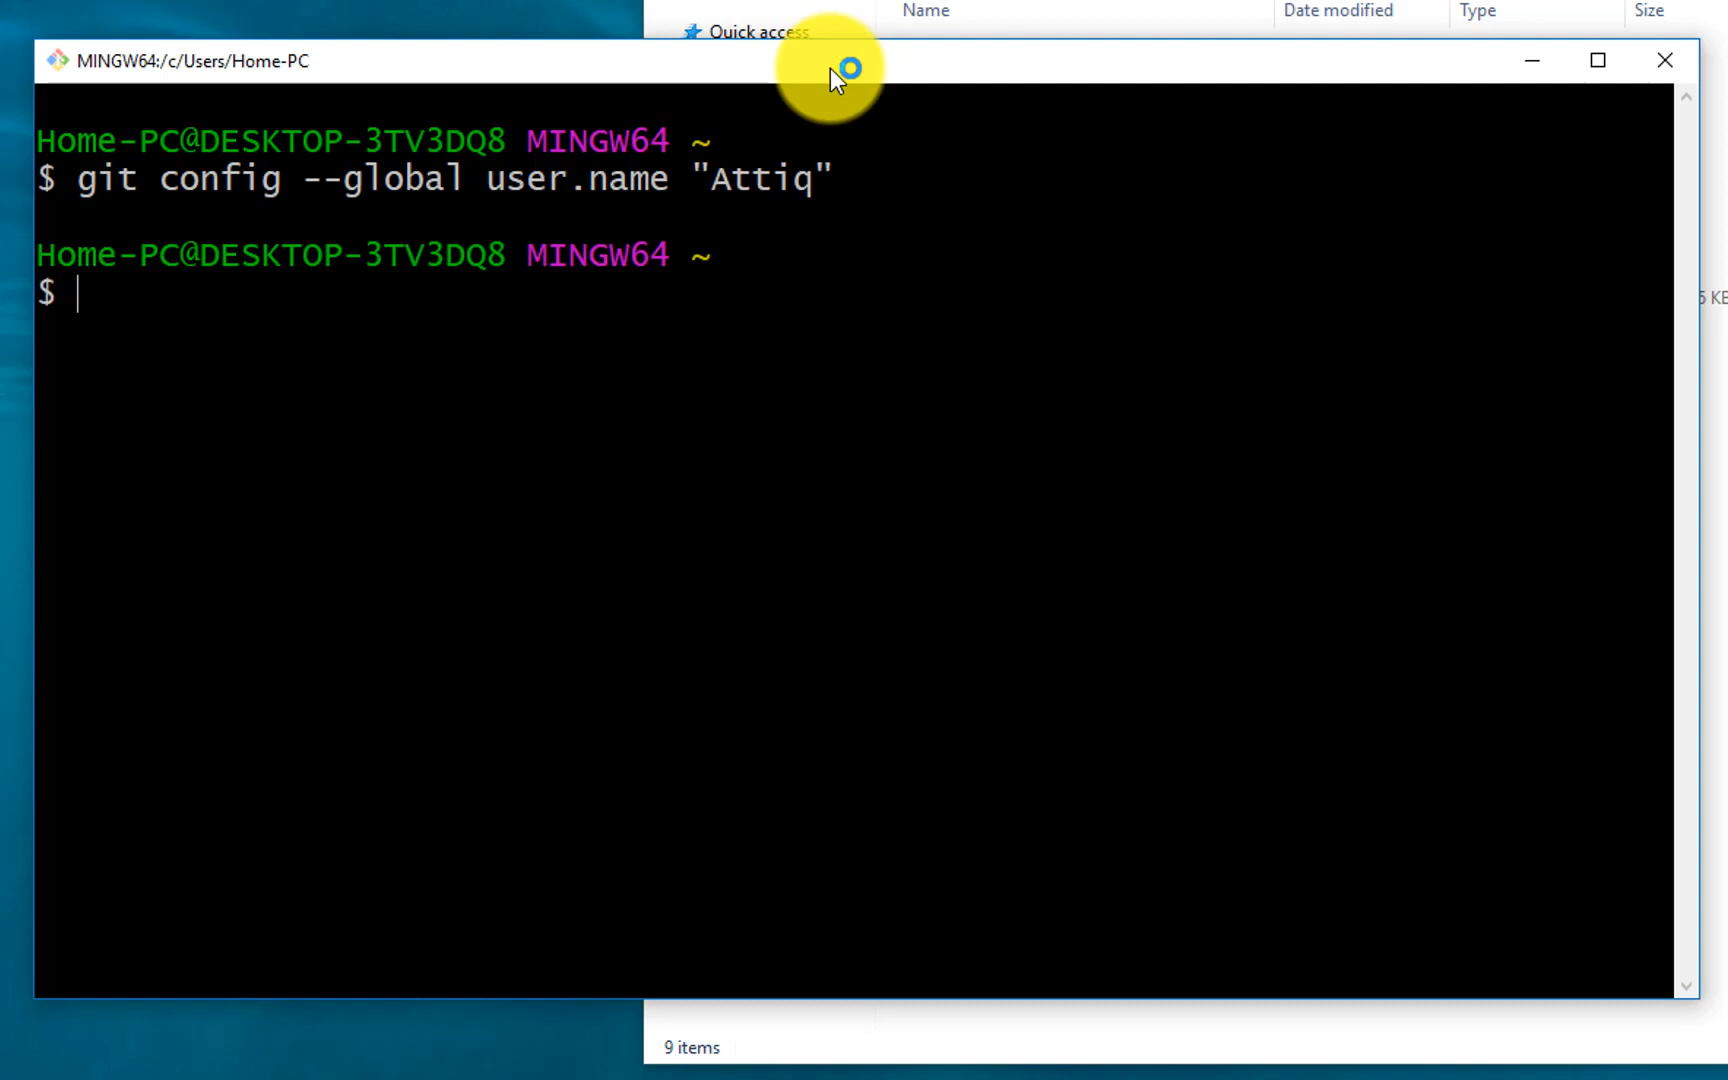 Name Date modified Type Size
Quick access
MINGW64:/c/Users/Home-PC
Home-PC@DESKTOP-3TV3DQ8 MINGW64 ~
$ git config --global user.name "Attiq"
Home-PC@DESKTOP-3TV3DQ8 MINGW64 ~
$
KB
9 items